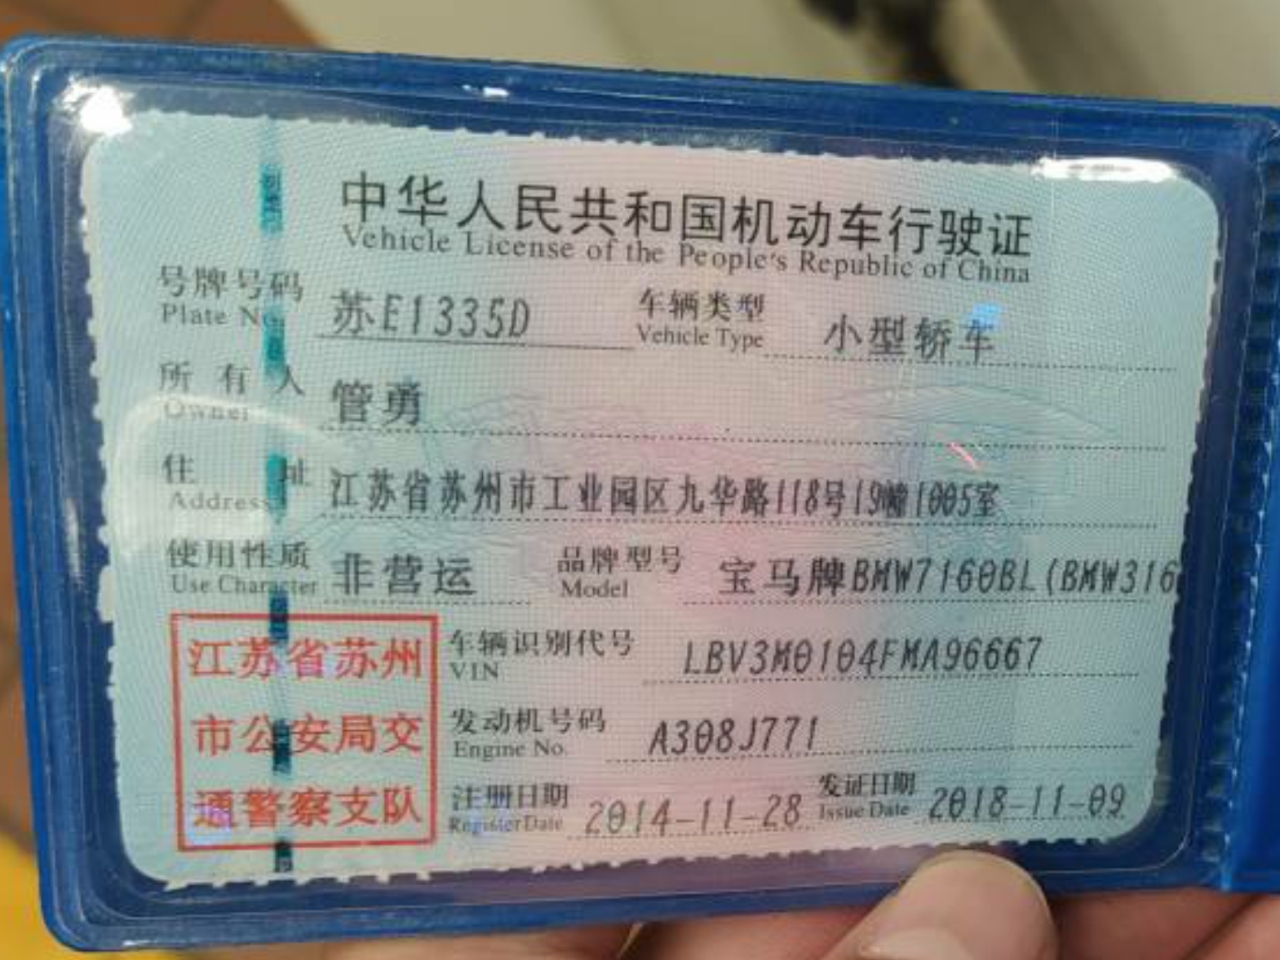 中华人民共和国机动车行驶证
Vehicle License of the People's Republic of China
号牌号码 苏E1335D 车辆类型 小型轿车
Plate No. Vehicle Type
所有人 管勇
Owner
住址 江苏省苏州市工业园区九华路118号19幢1005室
Address
使用性质 非营运 品牌型号 宝马牌BMW7160BL(BMW316
Use Character Model
江苏省苏州
市公安局交
通警察支队
车辆识别代号 LBV3M0104FMA96667
VIN
发动机号码 A308J771
Engine No.
注册日期 2014-11-28 发证日期 2018-11-09
Register Date Issue Date